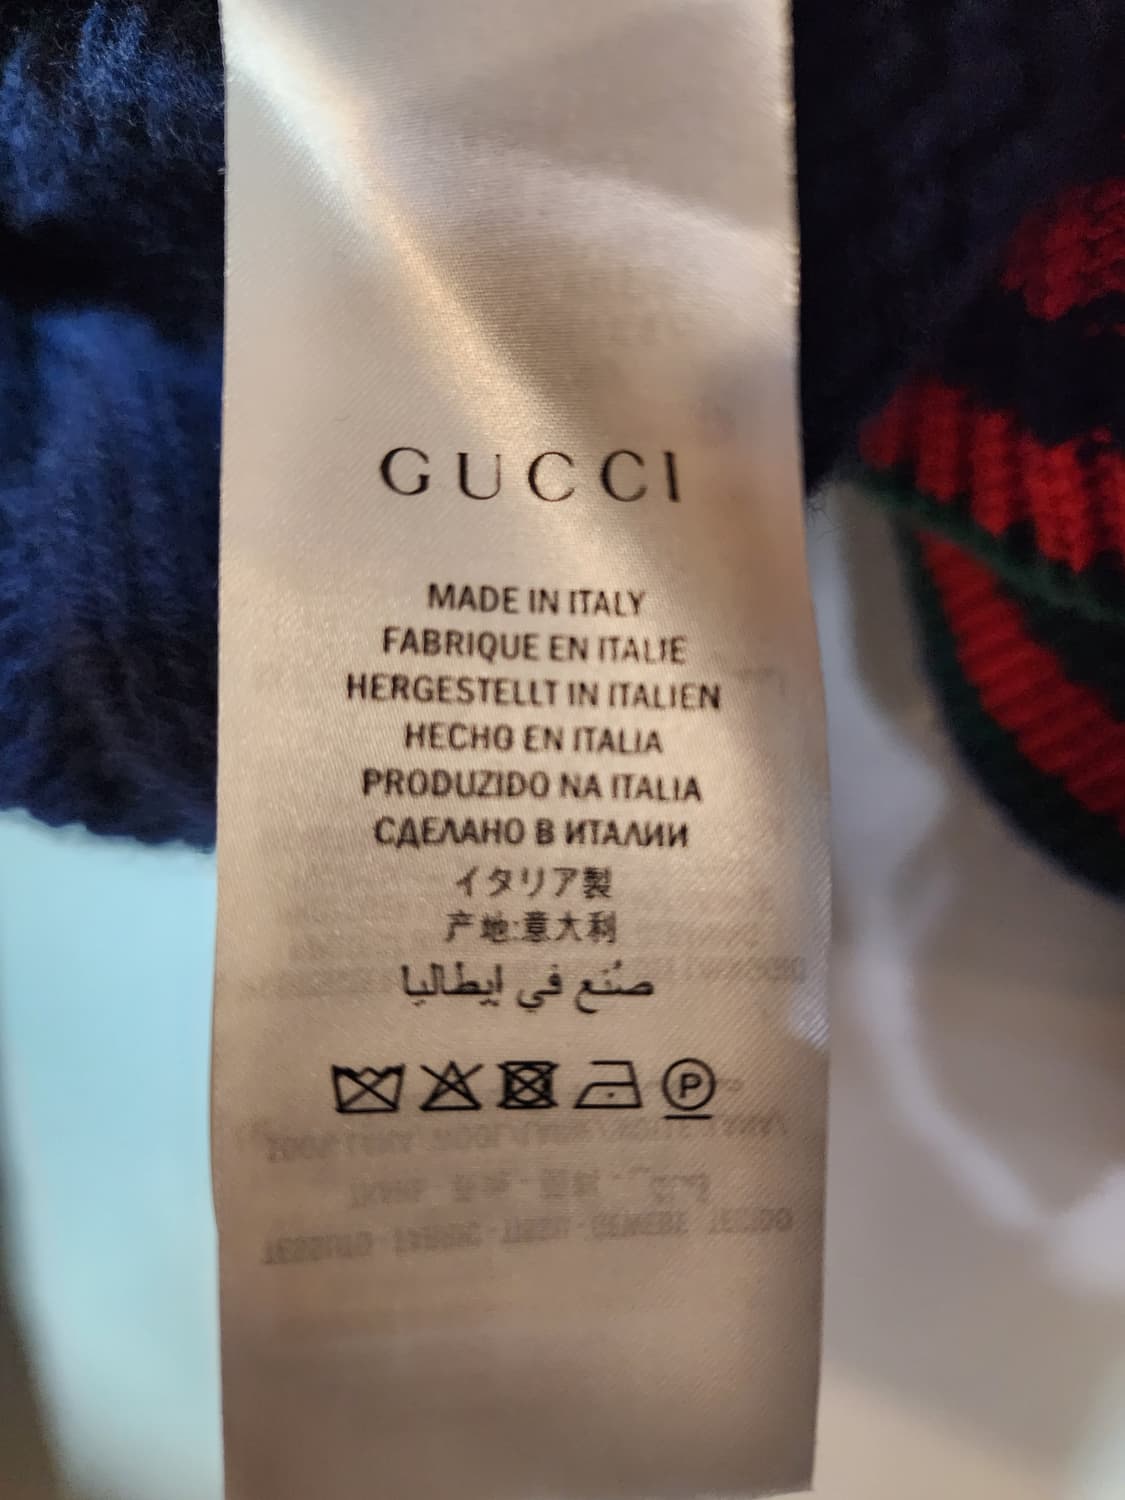 GUCCI
MADE IN ITALY
FABRIQUE EN ITALIE
HERGESTELLT IN ITALIEN
HECHO EN ITALIA
PRODUZIDO NA ITALIA
СДЕЛАНО В ИТАЛИИ
イタリア製
产地:意大利
صُنع في ايطاليا
P